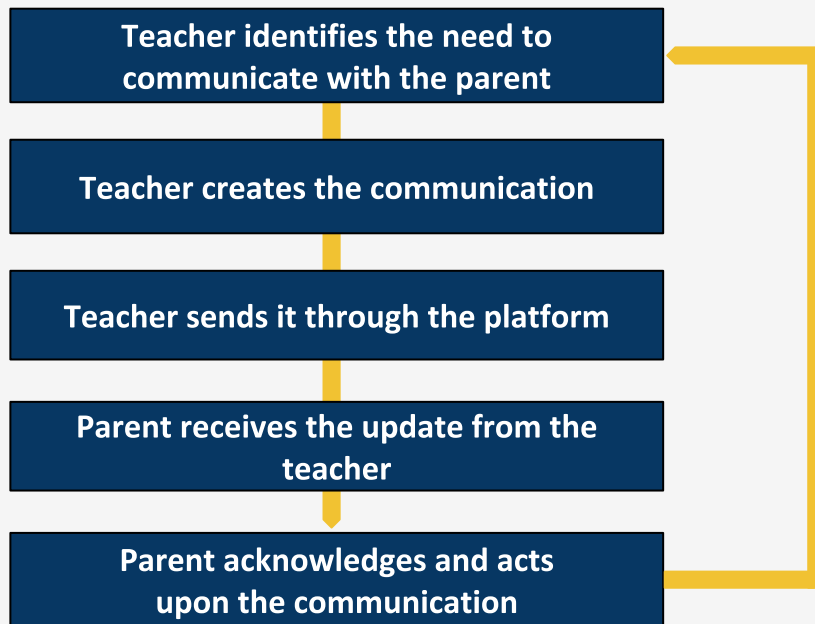 Teacher identifies the need to
communicate with the parent
Teacher creates the communication
Teacher sends it through the platform
Parent receives the update from the
teacher
Parent acknowledges and acts
upon the communication